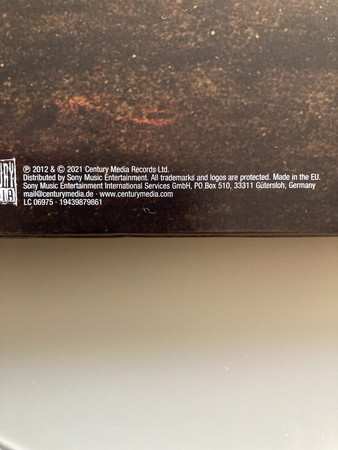 ℗ 2012 & © 2021 Century Media Records Ltd.
Distributed by Sony Music Entertainment. All trademarks and logos are protected. Made in the EU.
Sony Music Entertainment International Services GmbH, PO Box 510, 33311 Gütersloh, Germany
mail@centurymedia.de · www.centurymedia.com
LC 06975 · 19439879861